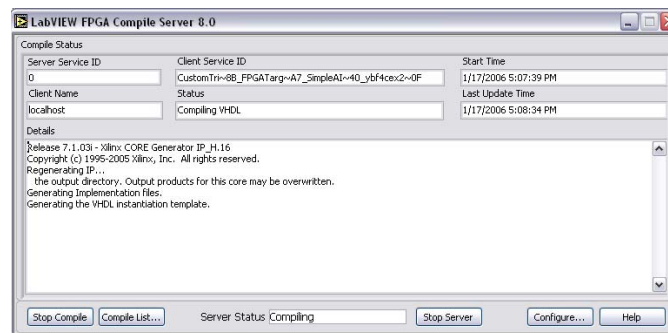 LabVIEW FPGA Compile Server 8.0
Compile Status
Server Service ID Client Service ID Start Time
0 CustomTri~8B_FPGATarg~A7_SimpleAI~40_ybf4cex2~0F 1/17/2006 5:07:39 PM
Client Name Status Last Update Time
localhost Compiling VHDL 1/17/2006 5:08:34 PM
Details
Release 7.1.03i - Xilinx CORE Generator IP_H.16
Copyright (c) 1995-2005 Xilinx, Inc. All rights reserved.
Regenerating IP...
the output directory. Output products for this core may be overwritten.
Generating Implementation files.
Generating the VHDL instantiation template.
Stop Compile Compile List... Server Status Compiling Stop Server Configure... Help